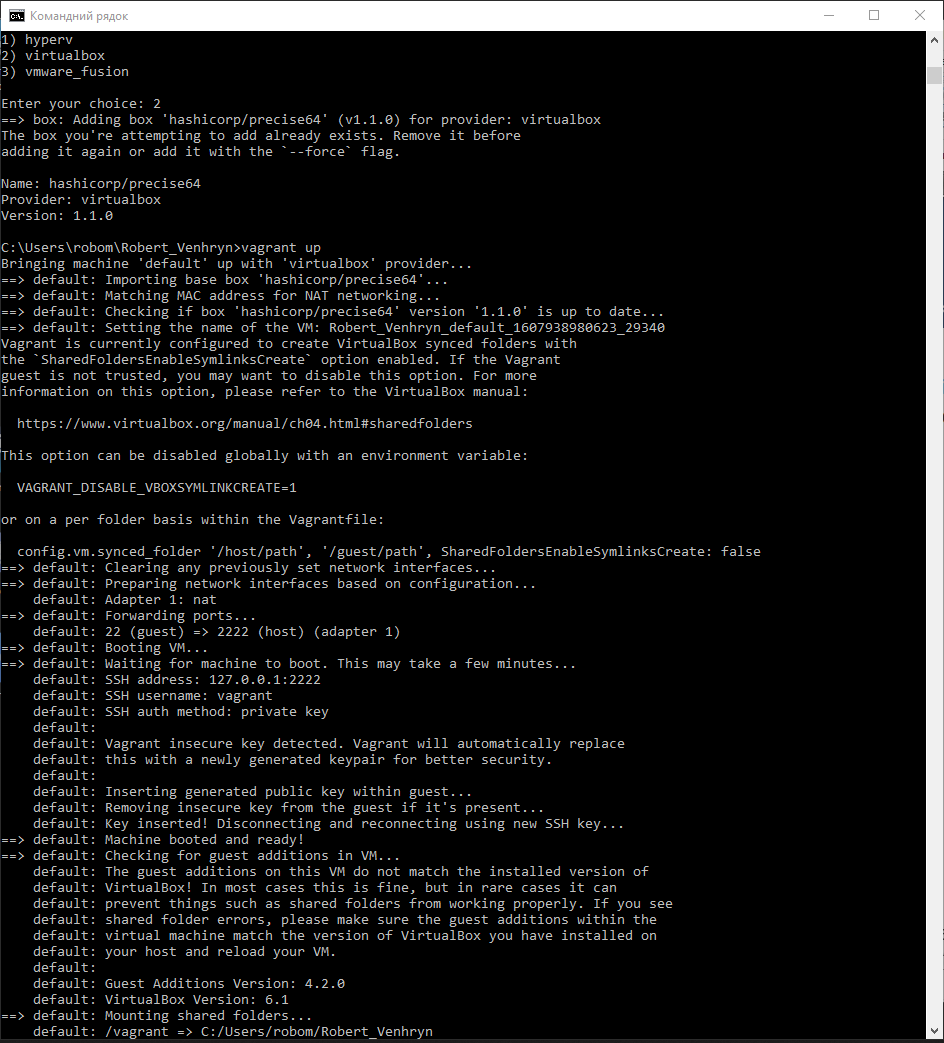 Командний рядок
1) hyperv
2) virtualbox
3) vmware_fusion
Enter your choice: 2
==> box: Adding box 'hashicorp/precise64' (v1.1.0) for provider: virtualbox
The box you're attempting to add already exists. Remove it before
adding it again or add it with the `--force` flag.
Name: hashicorp/precise64
Provider: virtualbox
Version: 1.1.0
C:\Users\robom\Robert_Venhryn>vagrant up
Bringing machine 'default' up with 'virtualbox' provider...
==> default: Importing base box 'hashicorp/precise64'...
==> default: Matching MAC address for NAT networking...
==> default: Checking if box 'hashicorp/precise64' version '1.1.0' is up to date...
==> default: Setting the name of the VM: Robert_Venhryn_default_1607938980623_29340
Vagrant is currently configured to create VirtualBox synced folders with
the `SharedFoldersEnableSymlinksCreate` option enabled. If the Vagrant
guest is not trusted, you may want to disable this option. For more
information on this option, please refer to the VirtualBox manual:
https://www.virtualbox.org/manual/ch04.html#sharedfolders
This option can be disabled globally with an environment variable:
VAGRANT_DISABLE_VBOXSYMLINKCREATE=1
or on a per folder basis within the Vagrantfile:
config.vm.synced_folder '/host/path', '/guest/path', SharedFoldersEnableSymlinksCreate: false
==> default: Clearing any previously set network interfaces...
==> default: Preparing network interfaces based on configuration...
default: Adapter 1: nat
==> default: Forwarding ports...
default: 22 (guest) => 2222 (host) (adapter 1)
==> default: Booting VM...
==> default: Waiting for machine to boot. This may take a few minutes...
default: SSH address: 127.0.0.1:2222
default: SSH username: vagrant
default: SSH auth method: private key
default:
default: Vagrant insecure key detected. Vagrant will automatically replace
default: this with a newly generated keypair for better security.
default:
default: Inserting generated public key within guest...
default: Removing insecure key from the guest if it's present...
default: Key inserted! Disconnecting and reconnecting using new SSH key...
==> default: Machine booted and ready!
==> default: Checking for guest additions in VM...
default: The guest additions on this VM do not match the installed version of
default: VirtualBox! In most cases this is fine, but in rare cases it can
default: prevent things such as shared folders from working properly. If you see
default: shared folder errors, please make sure the guest additions within the
default: virtual machine match the version of VirtualBox you have installed on
default: your host and reload your VM.
default:
default: Guest Additions Version: 4.2.0
default: VirtualBox Version: 6.1
==> default: Mounting shared folders...
default: /vagrant => C:/Users/robom/Robert_Venhryn